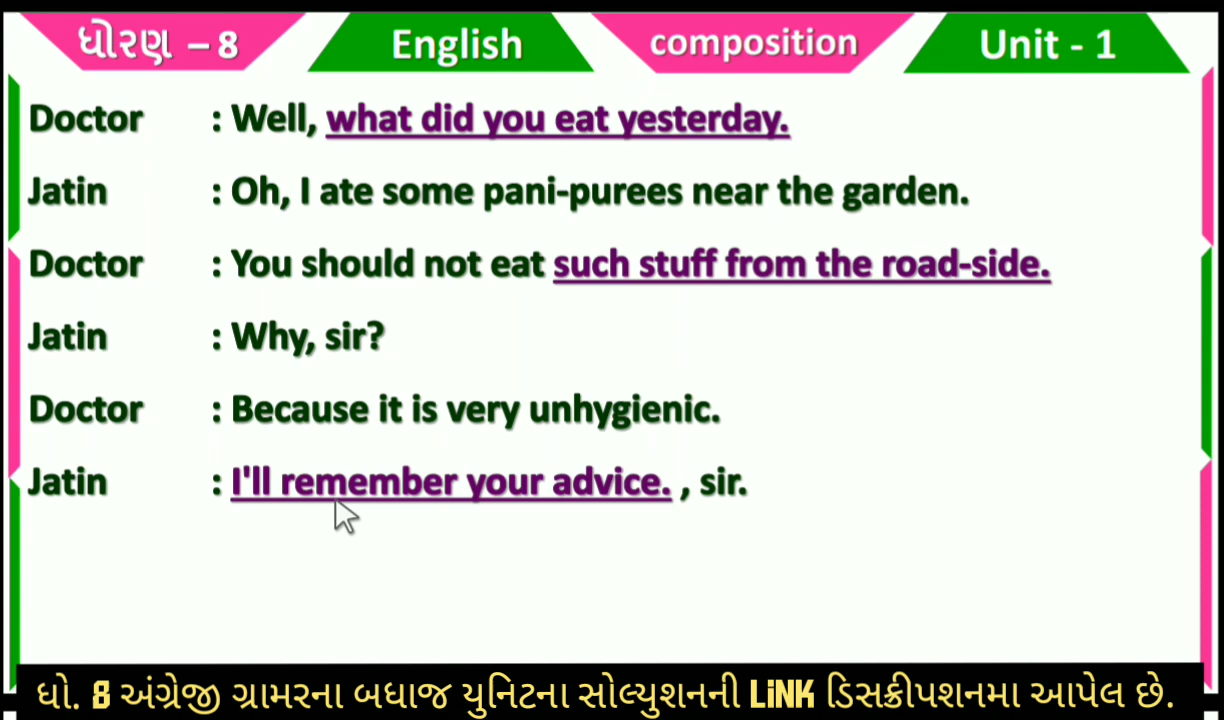 ધોરણ – 8 English composition Unit - 1
Doctor : Well, what did you eat yesterday.
Jatin : Oh, I ate some pani-purees near the garden.
Doctor : You should not eat such stuff from the road-side.
Jatin : Why, sir?
Doctor : Because it is very unhygienic.
Jatin : I'll remember your advice. , sir.
ધો. 8 અંગ્રેજી ગ્રામરના બધાજ યુનિટના સોલ્યુશનની LiNK ડિસક્રીપશનમા આપેલ છે.